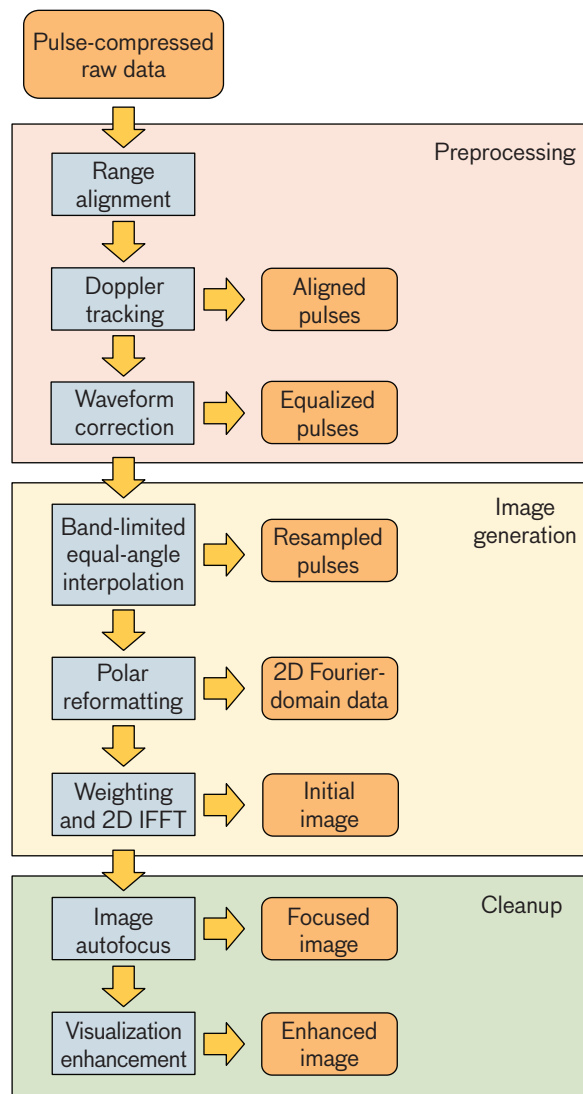 Pulse-compressed
raw data
Preprocessing
Range
alignment
Doppler
tracking
Aligned
pulses
Waveform
correction
Equalized
pulses
Image
generation
Band-limited
equal-angle
interpolation
Resampled
pulses
Polar
reformatting
2D Fourier-
domain data
Weighting
and 2D IFFT
Initial
image
Cleanup
Image
autofocus
Focused
image
Visualization
enhancement
Enhanced
image